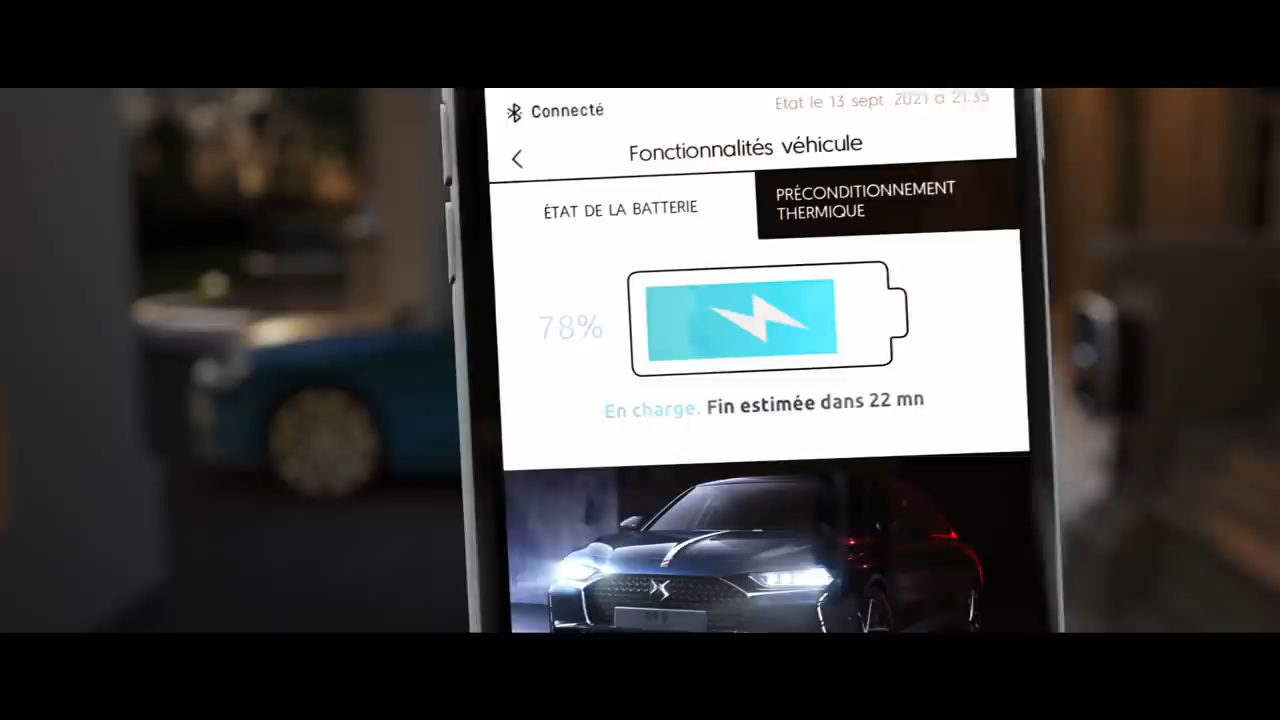 Connecté
Etat le 13 sept. 2021 à 21:35
Fonctionnalités véhicule
ÉTAT DE LA BATTERIE
PRÉCONDITIONNEMENT
THERMIQUE
78%
En charge. Fin estimée dans 22 mn